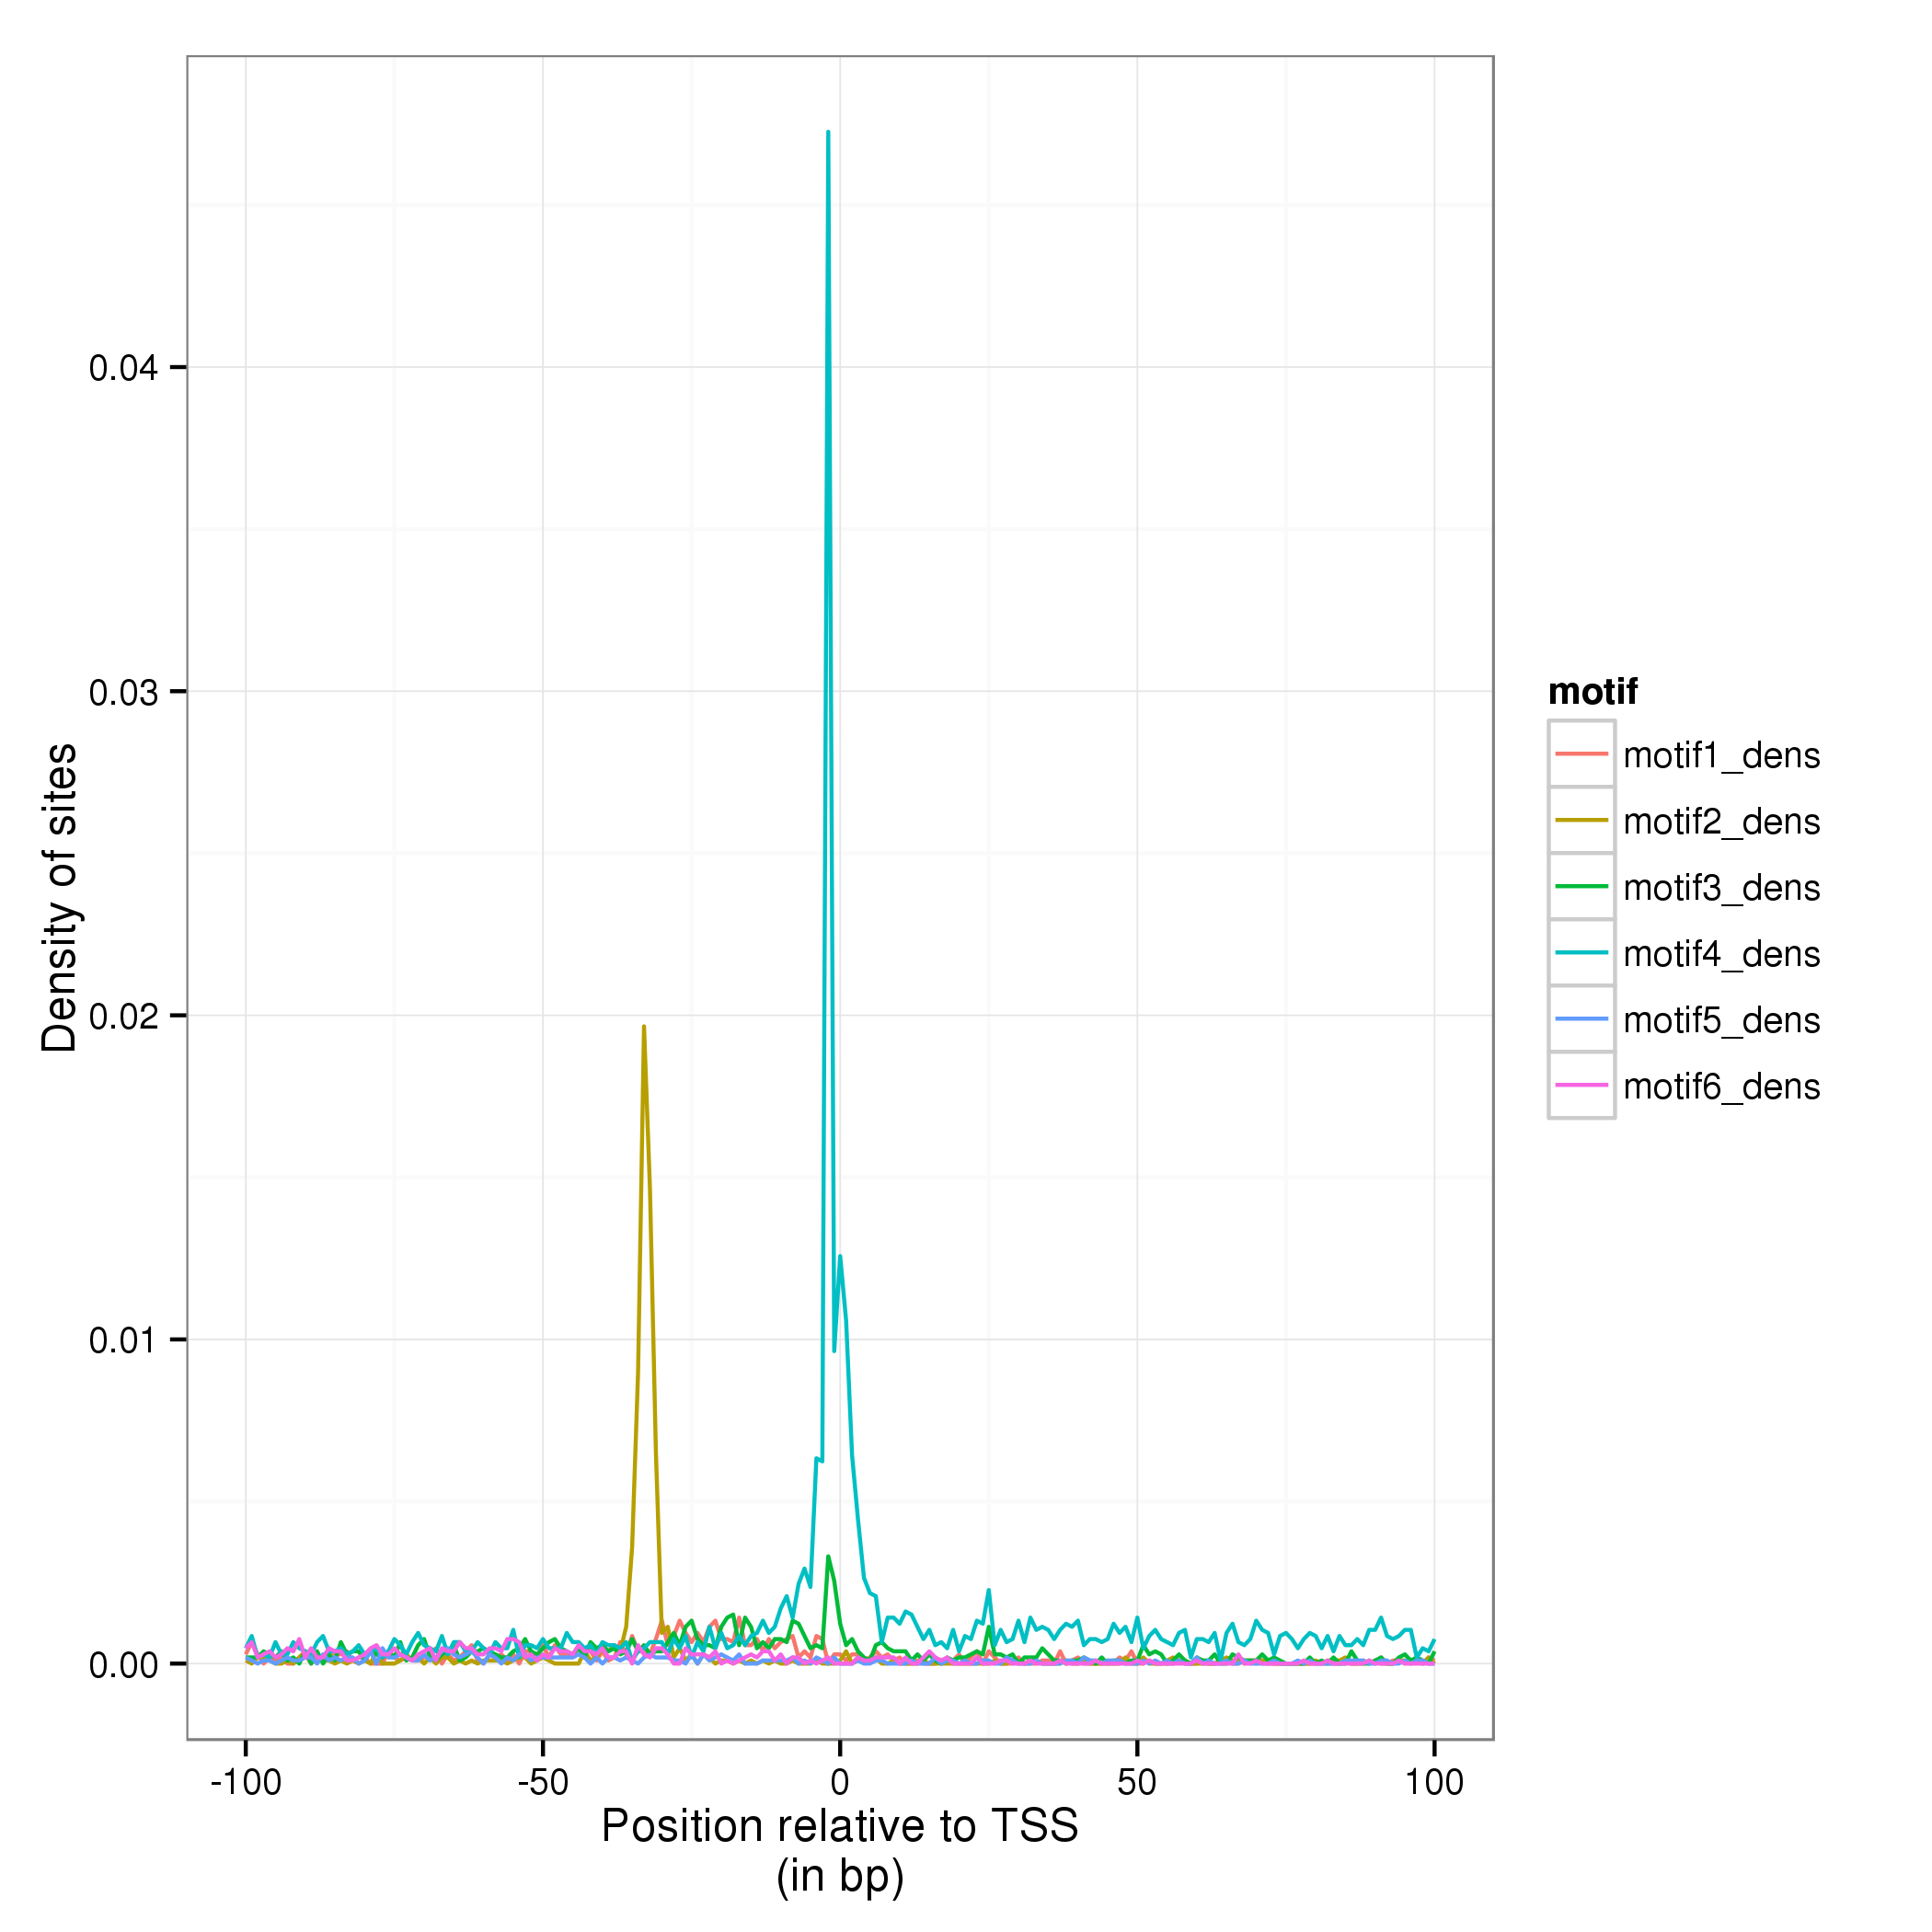 0.04
0.03
0.02
0.01
0.00
Density of sites
-100
-50
0
50
100
Position relative to TSS
(in bp)
motif
motif1_dens
motif2_dens
motif3_dens
motif4_dens
motif5_dens
motif6_dens